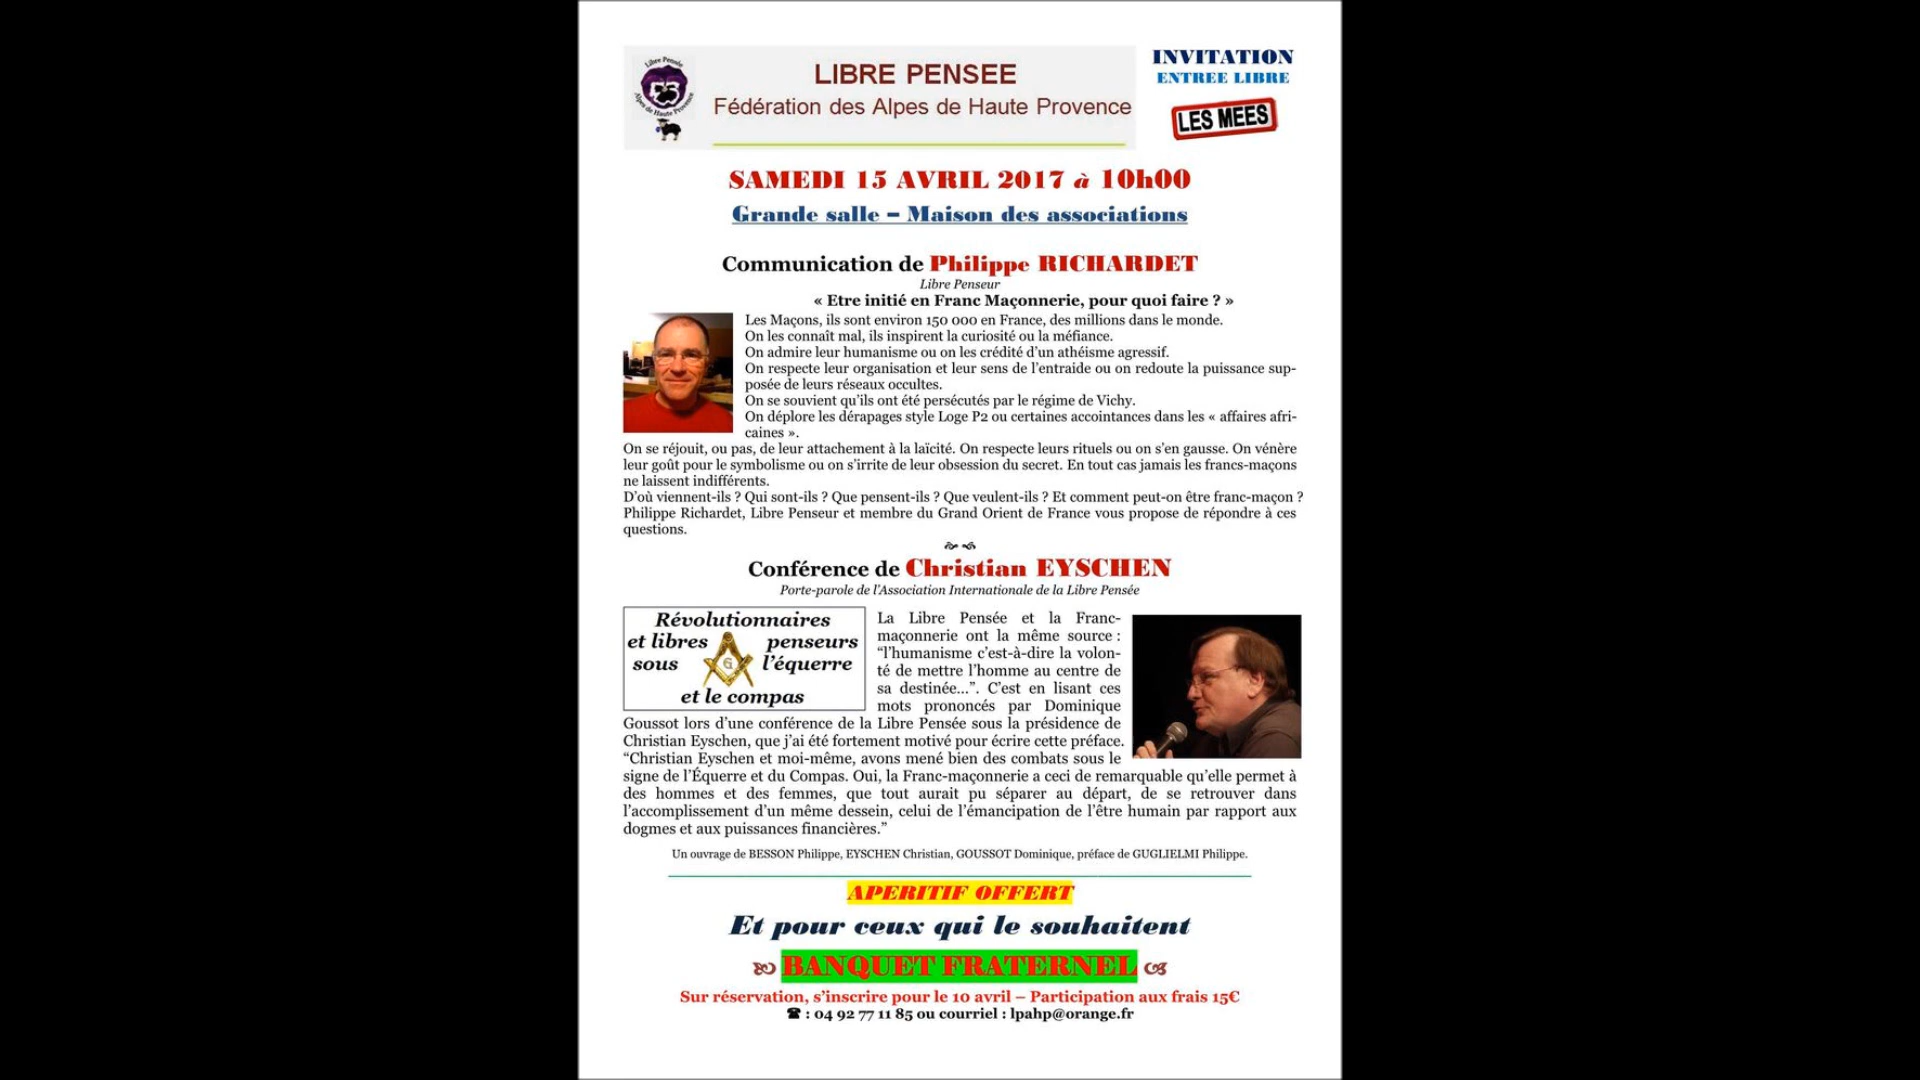 Libre Pensée
Alpes de Haute Provence
LIBRE PENSEE
Fédération des Alpes de Haute Provence
INVITATION
ENTREE LIBRE
LES MEES
SAMEDI 15 AVRIL 2017 à 10h00
Grande salle – Maison des associations
Communication de Philippe RICHARDET
Libre Penseur
« Etre initié en Franc Maçonnerie, pour quoi faire ? »
Les Maçons, ils sont environ 150 000 en France, des millions dans le monde.
On les connaît mal, ils inspirent la curiosité ou la méfiance.
On admire leur humanisme ou on les crédité d’un athéisme agressif.
On respecte leur organisation et leur sens de l’entraide ou on redoute la puissance sup-
posée de leurs réseaux occultes.
On se souvient qu’ils ont été persécutés par le régime de Vichy.
On déplore les dérapages style Loge P2 ou certaines accointances dans les « affaires afri-
caines ».
On se réjouit, ou pas, de leur attachement à la laïcité. On respecte leurs rituels ou on s’en gausse. On vénère
leur goût pour le symbolisme ou on s’irrite de leur obsession du secret. En tout cas jamais les francs-maçons
ne laissent indifférents.
D’où viennent-ils ? Qui sont-ils ? Que pensent-ils ? Que veulent-ils ? Et comment peut-on être franc-maçon ?
Philippe Richardet, Libre Penseur et membre du Grand Orient de France vous propose de répondre à ces
questions.
Conférence de Christian EYSCHEN
Porte-parole de l’Association Internationale de la Libre Pensée
Révolutionnaires
et libres penseurs
sous G l’équerre
et le compas
La Libre Pensée et la Franc-
maçonnerie ont la même source :
“l’humanisme c’est-à-dire la volon-
té de mettre l’homme au centre de
sa destinée…”. C’est en lisant ces
mots prononcés par Dominique
Goussot lors d’une conférence de la Libre Pensée sous la présidence de
Christian Eyschen, que j’ai été fortement motivé pour écrire cette préface.
“Christian Eyschen et moi-même, avons mené bien des combats sous le
signe de l’Équerre et du Compas. Oui, la Franc-maçonnerie a ceci de remarquable qu’elle permet à
des hommes et des femmes, que tout aurait pu séparer au départ, de se retrouver dans
l’accomplissement d’un même dessein, celui de l’émancipation de l’être humain par rapport aux
dogmes et aux puissances financières.”
Un ouvrage de BESSON Philippe, EYSCHEN Christian, GOUSSOT Dominique, préface de GUGLIELMI Philippe.
APERITIF OFFERT
Et pour ceux qui le souhaitent
BANQUET FRATERNEL
Sur réservation, s’inscrire pour le 10 avril – Participation aux frais 15€
☎ : 04 92 77 11 85 ou courriel : lpahp@orange.fr